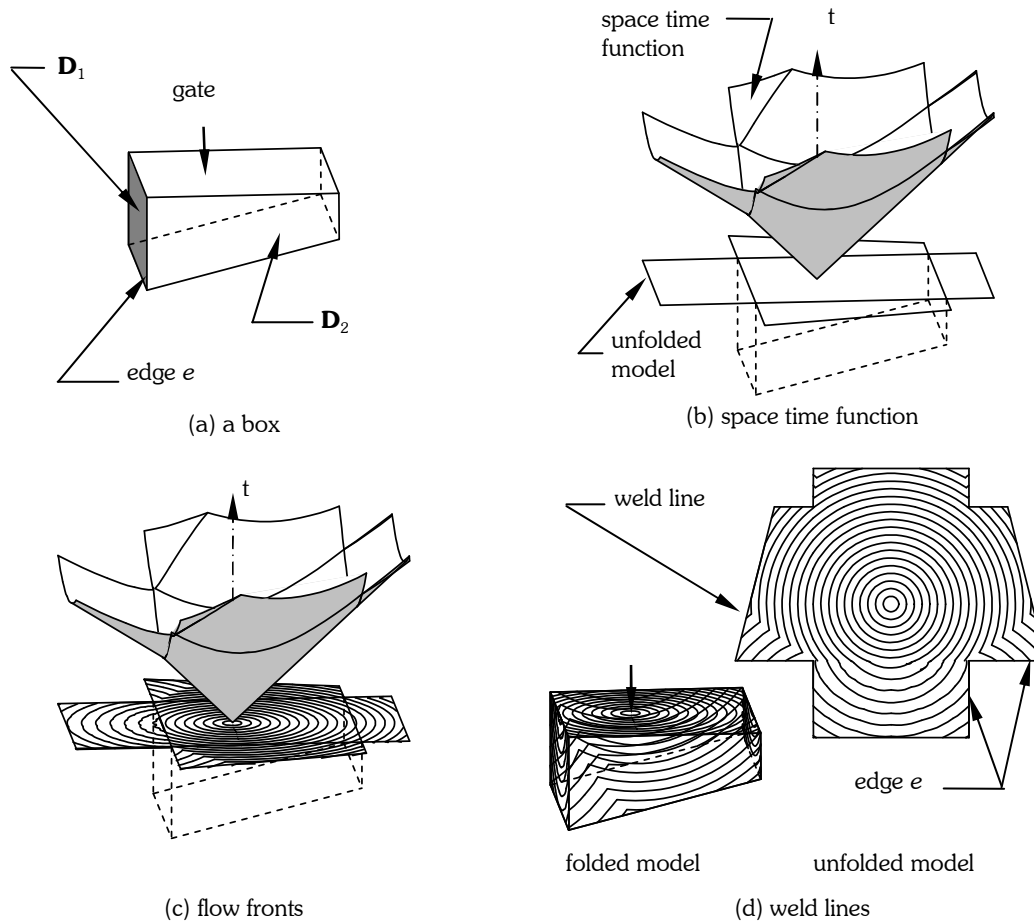 D1
gate
edge e
D2
(a) a box
space time
function
t
unfolded
model
(b) space time function
t
(c) flow fronts
weld line
edge e
folded model
unfolded model
(d) weld lines